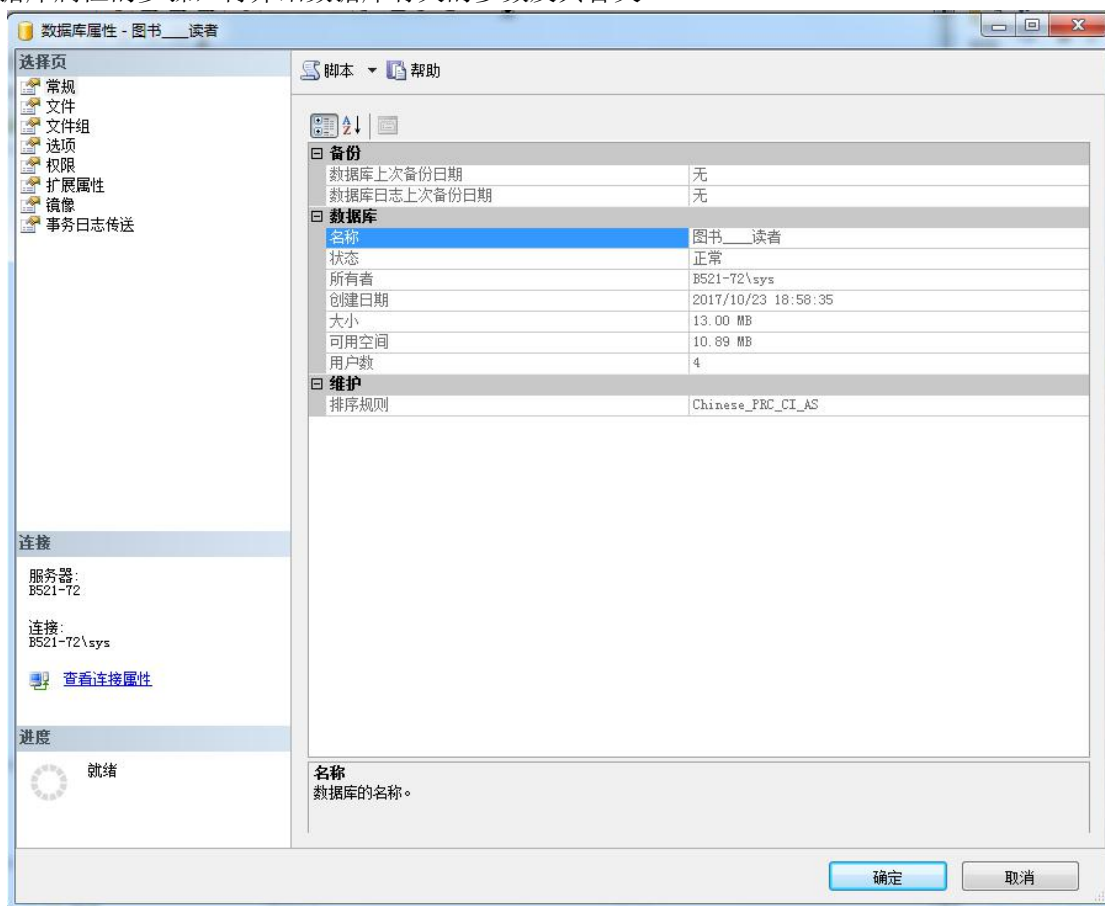 数据库属性 - 图书___读者
选择页
常规
文件
文件组
选项
权限
扩展属性
镜像
事务日志传送
脚本 帮助
备份
数据库上次备份日期 无
数据库日志上次备份日期 无
数据库
名称 图书___读者
状态 正常
所有者 B521-72\sys
创建日期 2017/10/23 18:58:35
大小 13.00 MB
可用空间 10.89 MB
用户数 4
维护
排序规则 Chinese_PRC_CI_AS
连接
服务器:
B521-72
连接:
B521-72\sys
查看连接属性
进度
就绪
名称
数据库的名称。
确定 取消